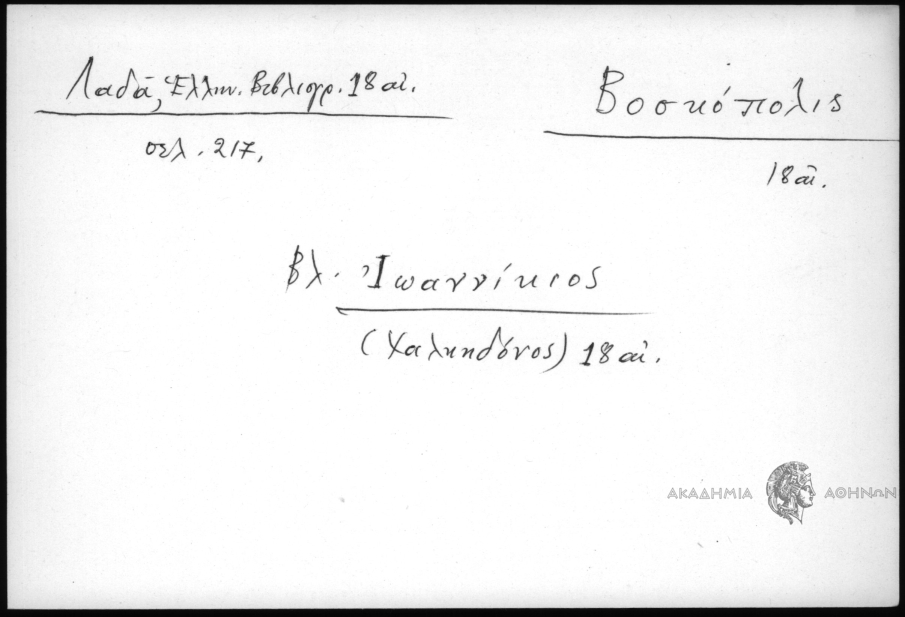 Λαδᾶ, Ἑλλην. Βιβλιογρ. 18 αἰ.
σελ. 217.
Βοσκόπολις
18 αἰ.
βλ. Ἰωαννίκιος
(Χαλκηδόνος) 18 αἰ.
ΑΚΑΔΗΜΙΑ ΑΘΗΝΩΝ